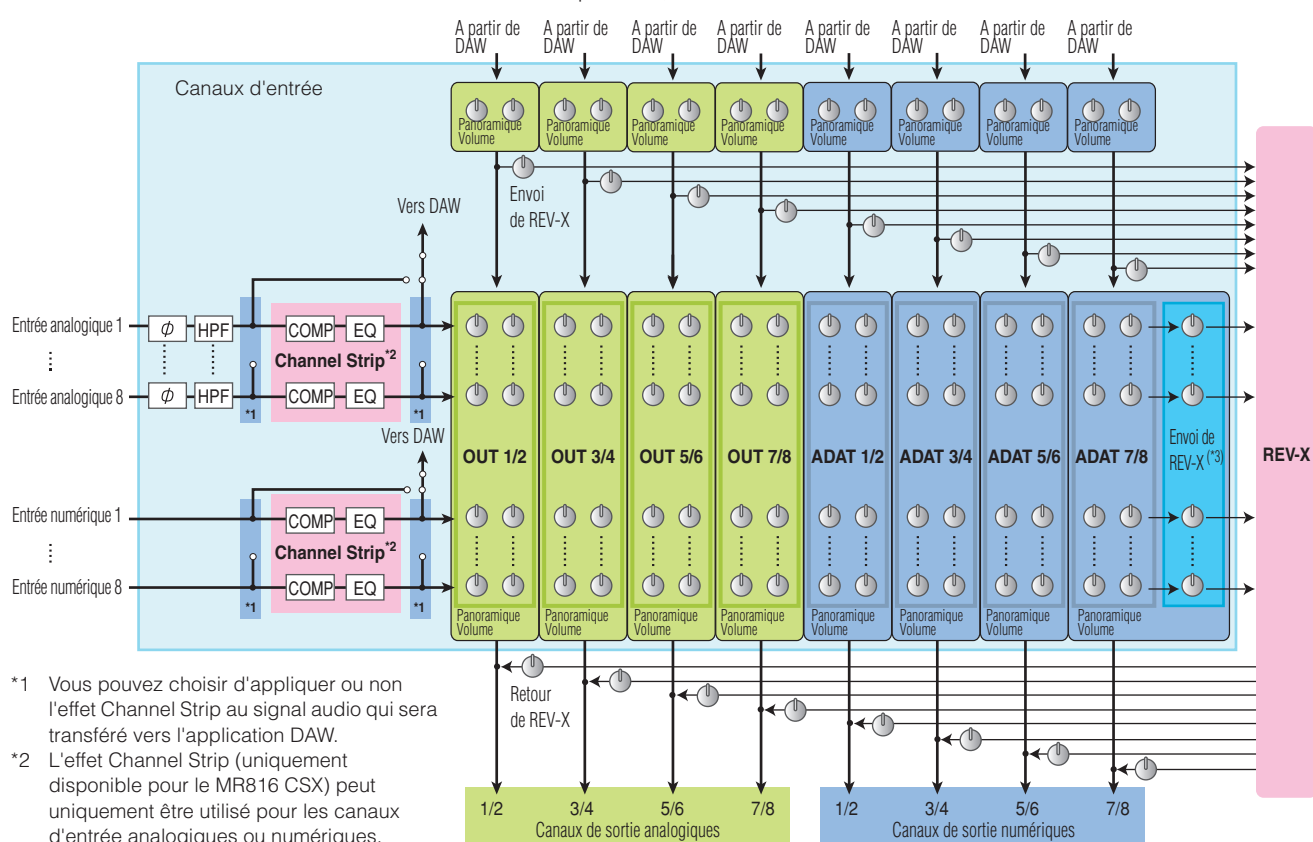 A partir de DAW A partir de DAW A partir de DAW A partir de DAW A partir de DAW A partir de DAW A partir de DAW A partir de DAW
Canaux d'entrée
Panoramique Panoramique Panoramique Panoramique Panoramique Panoramique Panoramique Panoramique
Volume Volume Volume Volume Volume Volume Volume Volume
Envoi
de REV-X
Vers DAW
Entrée analogique 1 ϕ HPF COMP EQ
Channel Strip*2
Entrée analogique 8 ϕ HPF COMP EQ
*1 *1
Vers DAW
OUT 1/2 OUT 3/4 OUT 5/6 OUT 7/8 ADAT 1/2 ADAT 3/4 ADAT 5/6 ADAT 7/8
Envoi de
REV-X (*3)
REV-X
Entrée numérique 1 COMP EQ
Channel Strip*2
Entrée numérique 8 COMP EQ
*1 *1
Panoramique Panoramique Panoramique Panoramique Panoramique Panoramique Panoramique Panoramique
Volume Volume Volume Volume Volume Volume Volume Volume
Retour
de REV-X
*1 Vous pouvez choisir d'appliquer ou non
l'effet Channel Strip au signal audio qui sera
transféré vers l'application DAW.
*2 L'effet Channel Strip (uniquement
disponible pour le MR816 CSX) peut
uniquement être utilisé pour les canaux
d'entrée analogiques ou numériques.
1/2 3/4 5/6 7/8 1/2 3/4 5/6 7/8
Canaux de sortie analogiques Canaux de sortie numériques